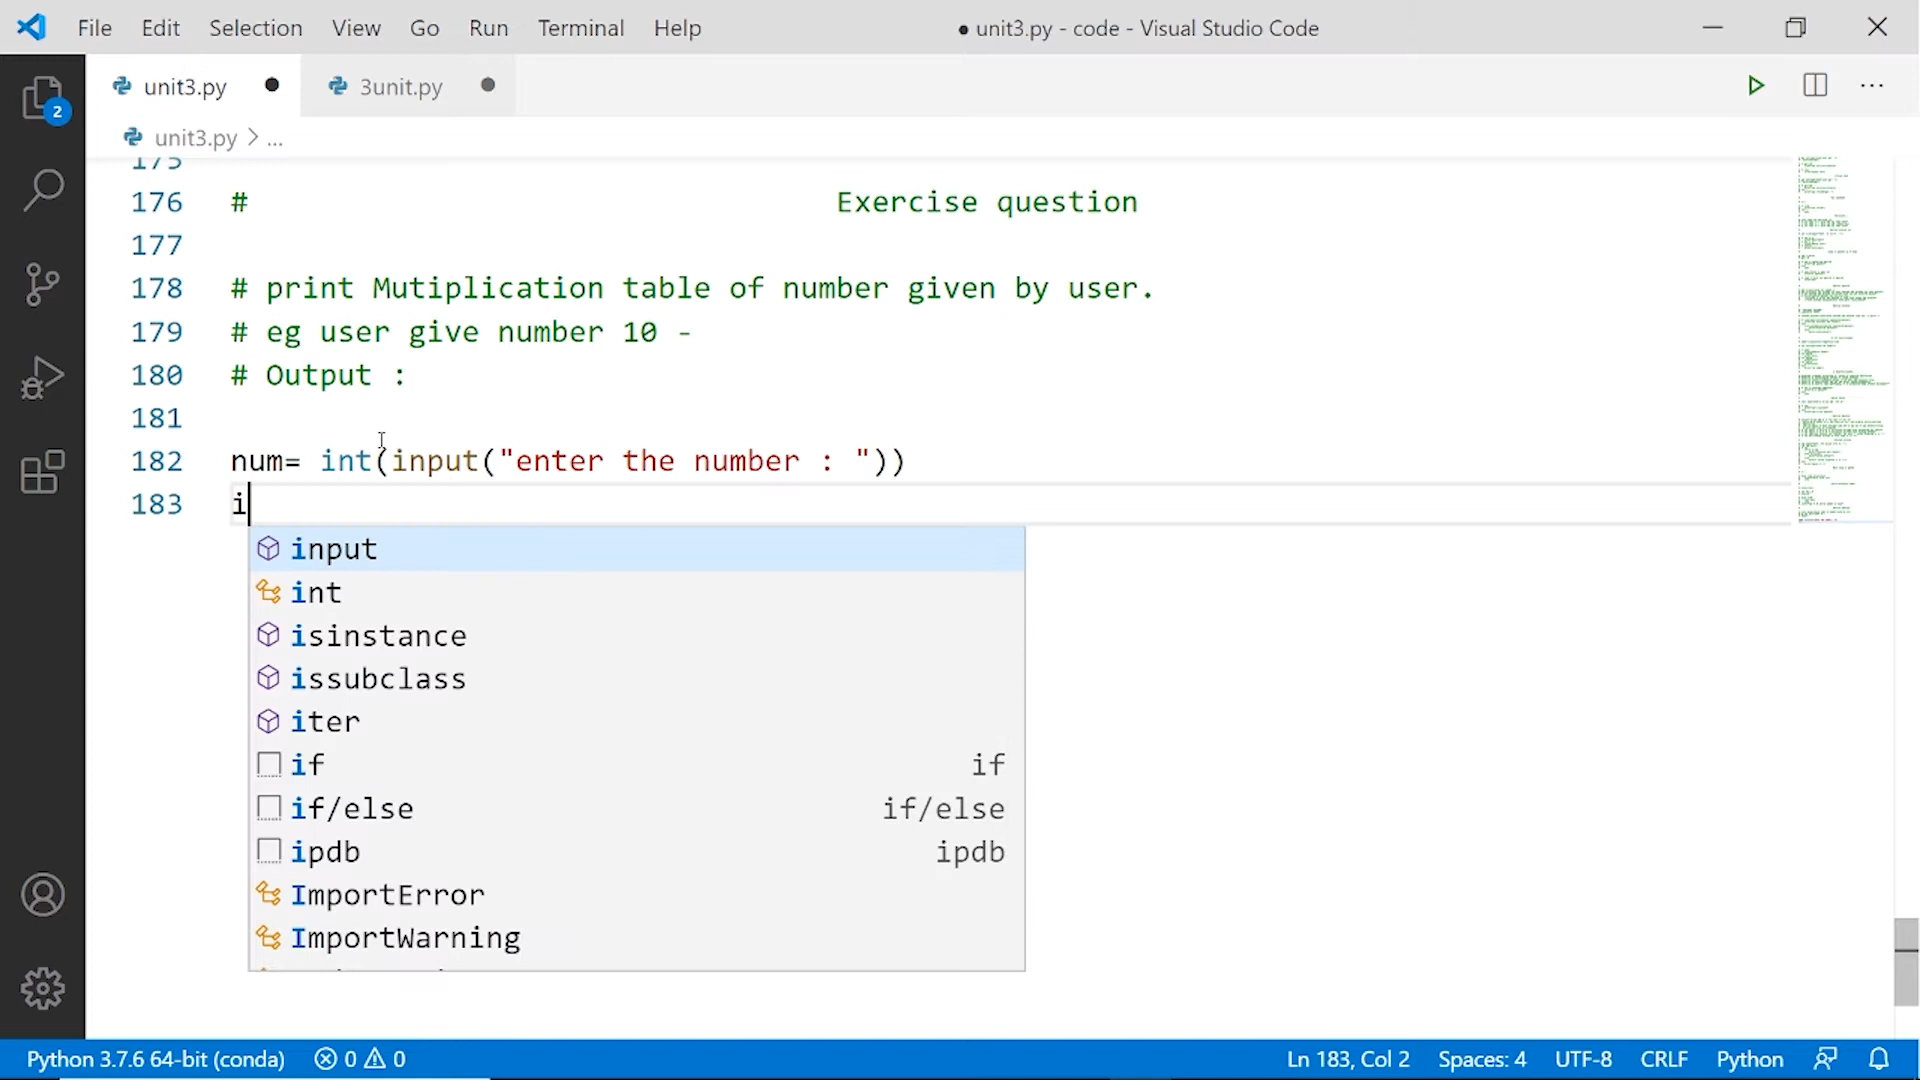 File Edit Selection View Go Run Terminal Help ● unit3.py - code - Visual Studio Code
unit3.py 3unit.py
2
unit3.py > ...
175
176 # Exercise question
177
178 # print Mutiplication table of number given by user.
179 # eg user give number 10 -
180 # Output :
181
182 num= int(input("enter the number : "))
183 i
input
int
isinstance
issubclass
iter
if if
if/else if/else
ipdb ipdb
ImportError
ImportWarning
Python 3.7.6 64-bit (conda) 0 0 Ln 183, Col 2 Spaces: 4 UTF-8 CRLF Python